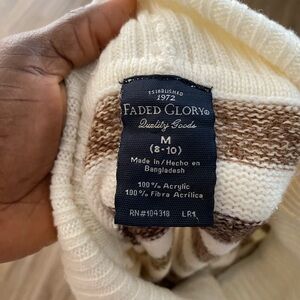 ESTABLISHED
1972
FADED GLORY®
Quality Goods
M
(8-10)
Made in/Hecho en
Bangladesh
100% Acrylic
100% Fibra Acrilica
RN#104318 LR1